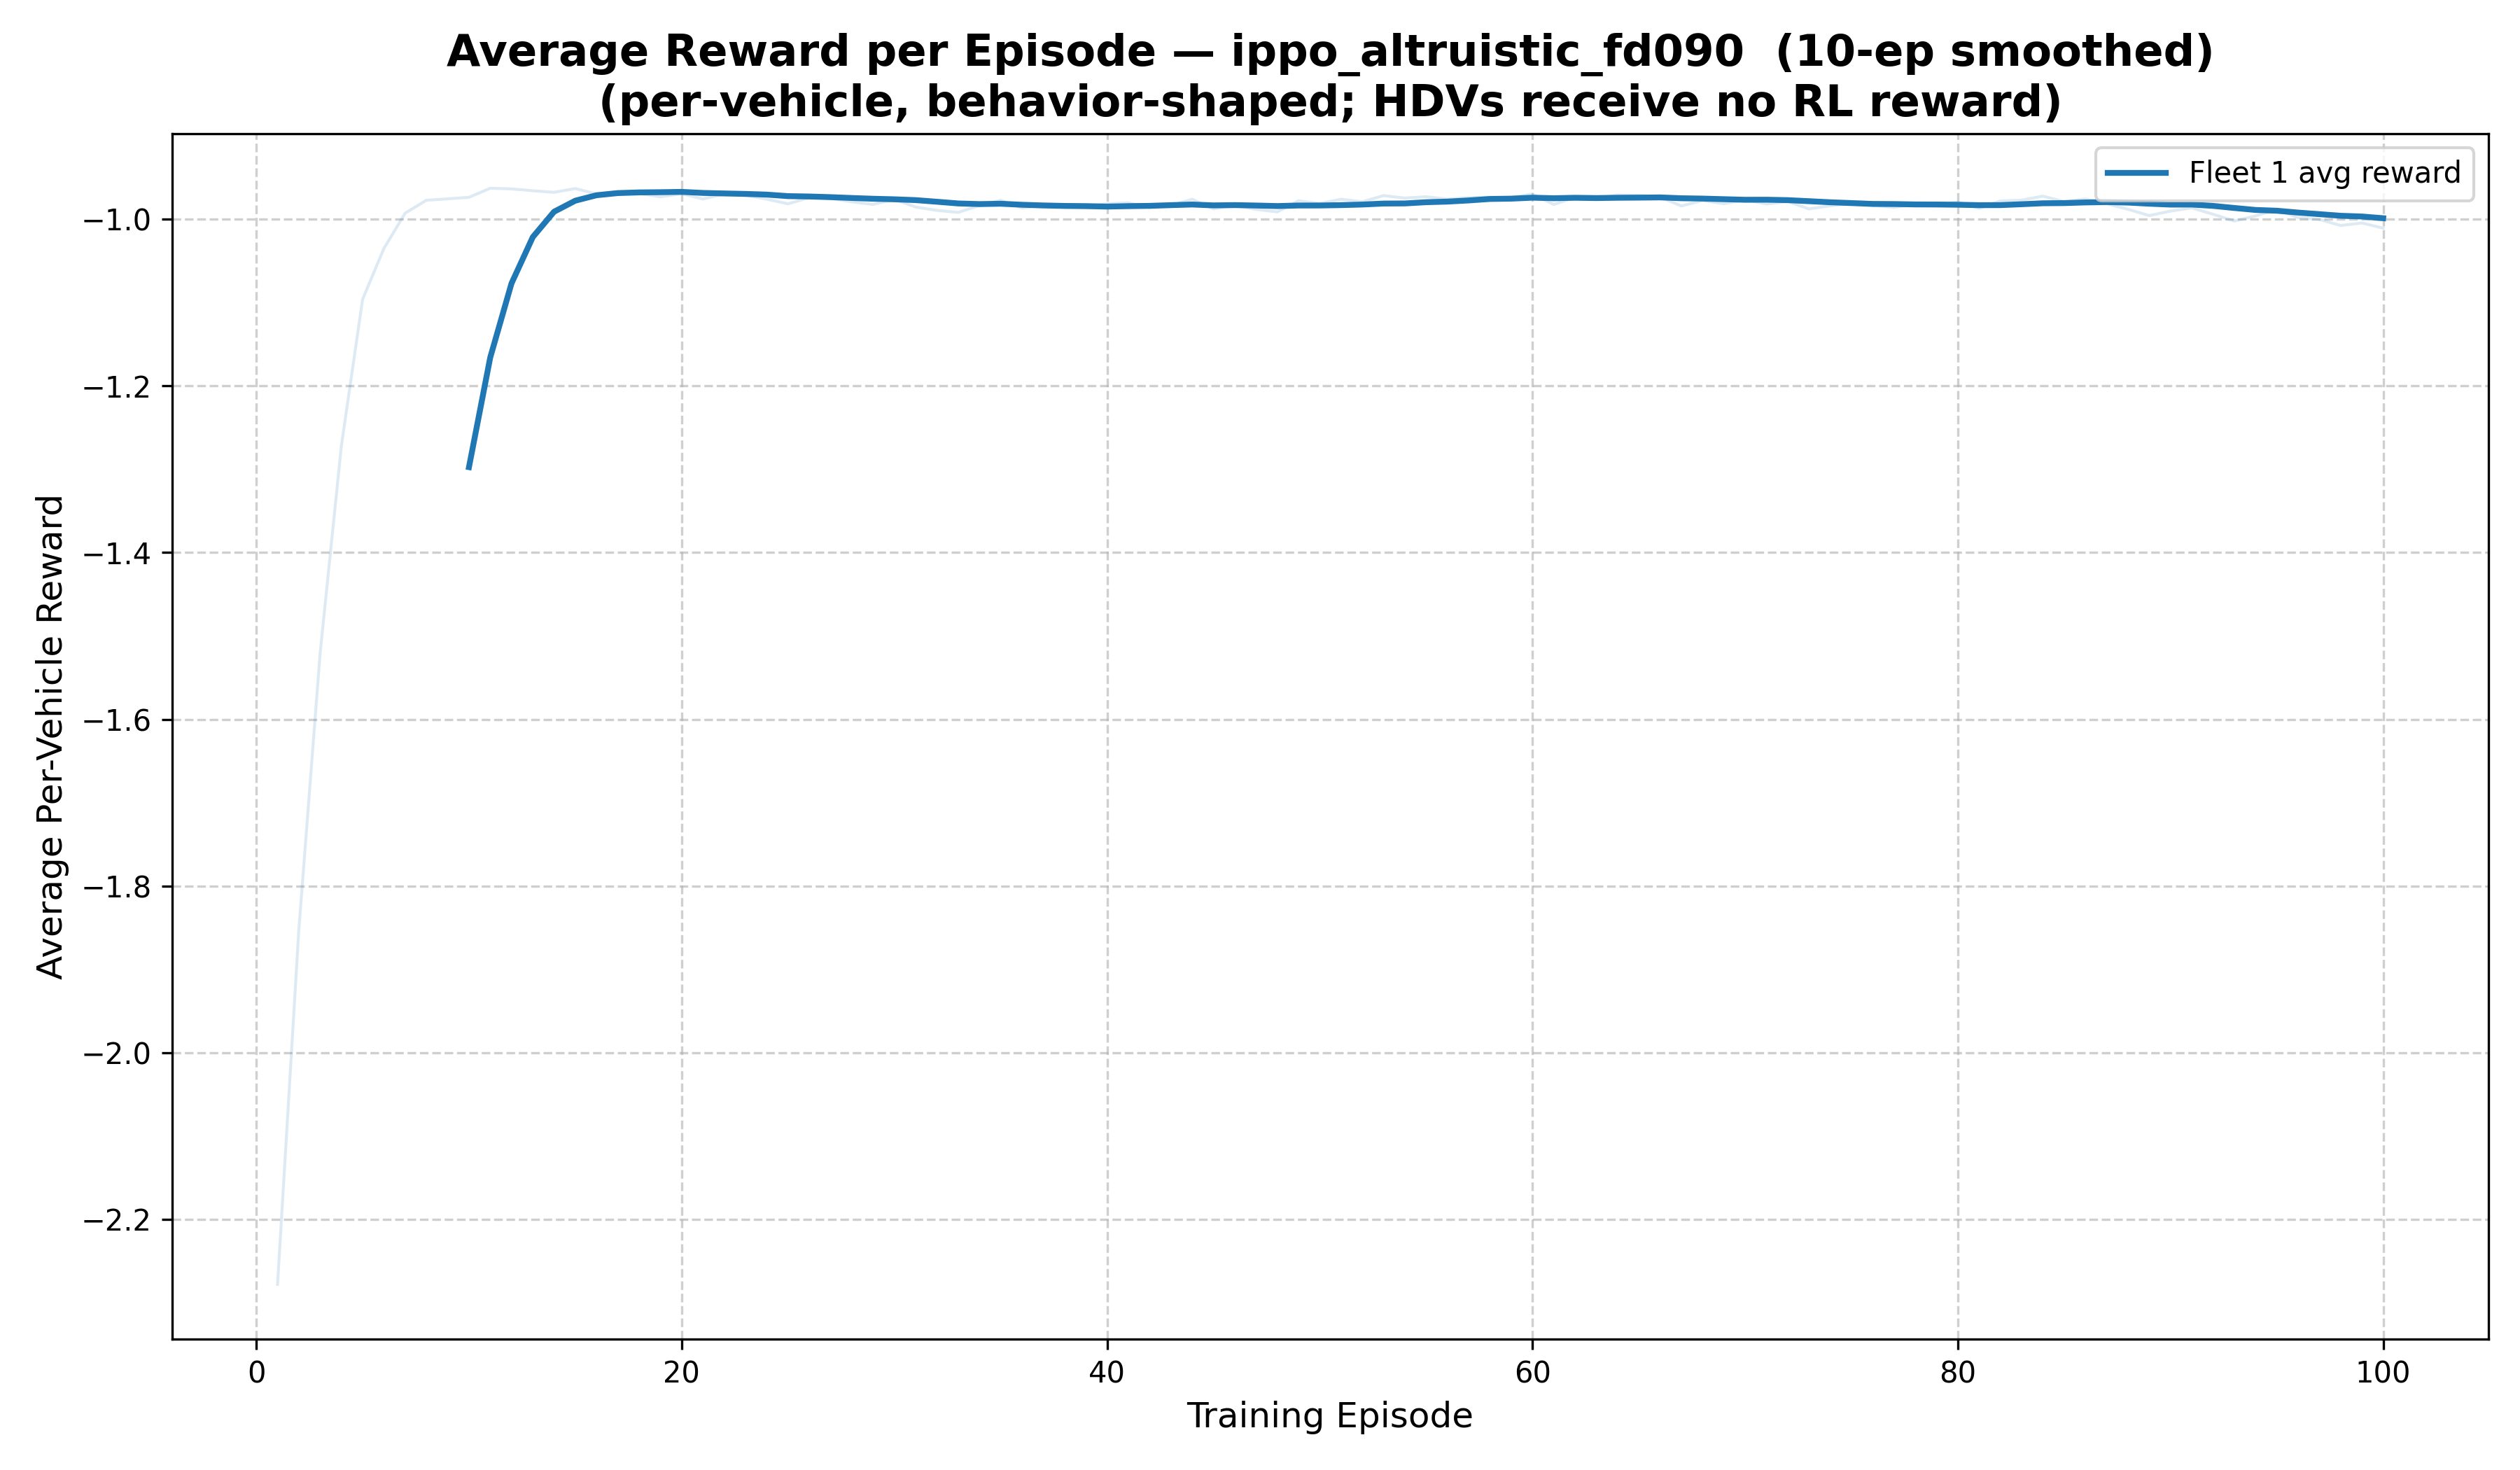 Average Reward per Episode — ippo_altruistic_fd090  (10-ep smoothed)
(per-vehicle, behavior-shaped; HDVs receive no RL reward)
Fleet 1 avg reward
Average Per-Vehicle Reward
−1.0
−1.2
−1.4
−1.6
−1.8
−2.0
−2.2
0 20 40 60 80 100
Training Episode